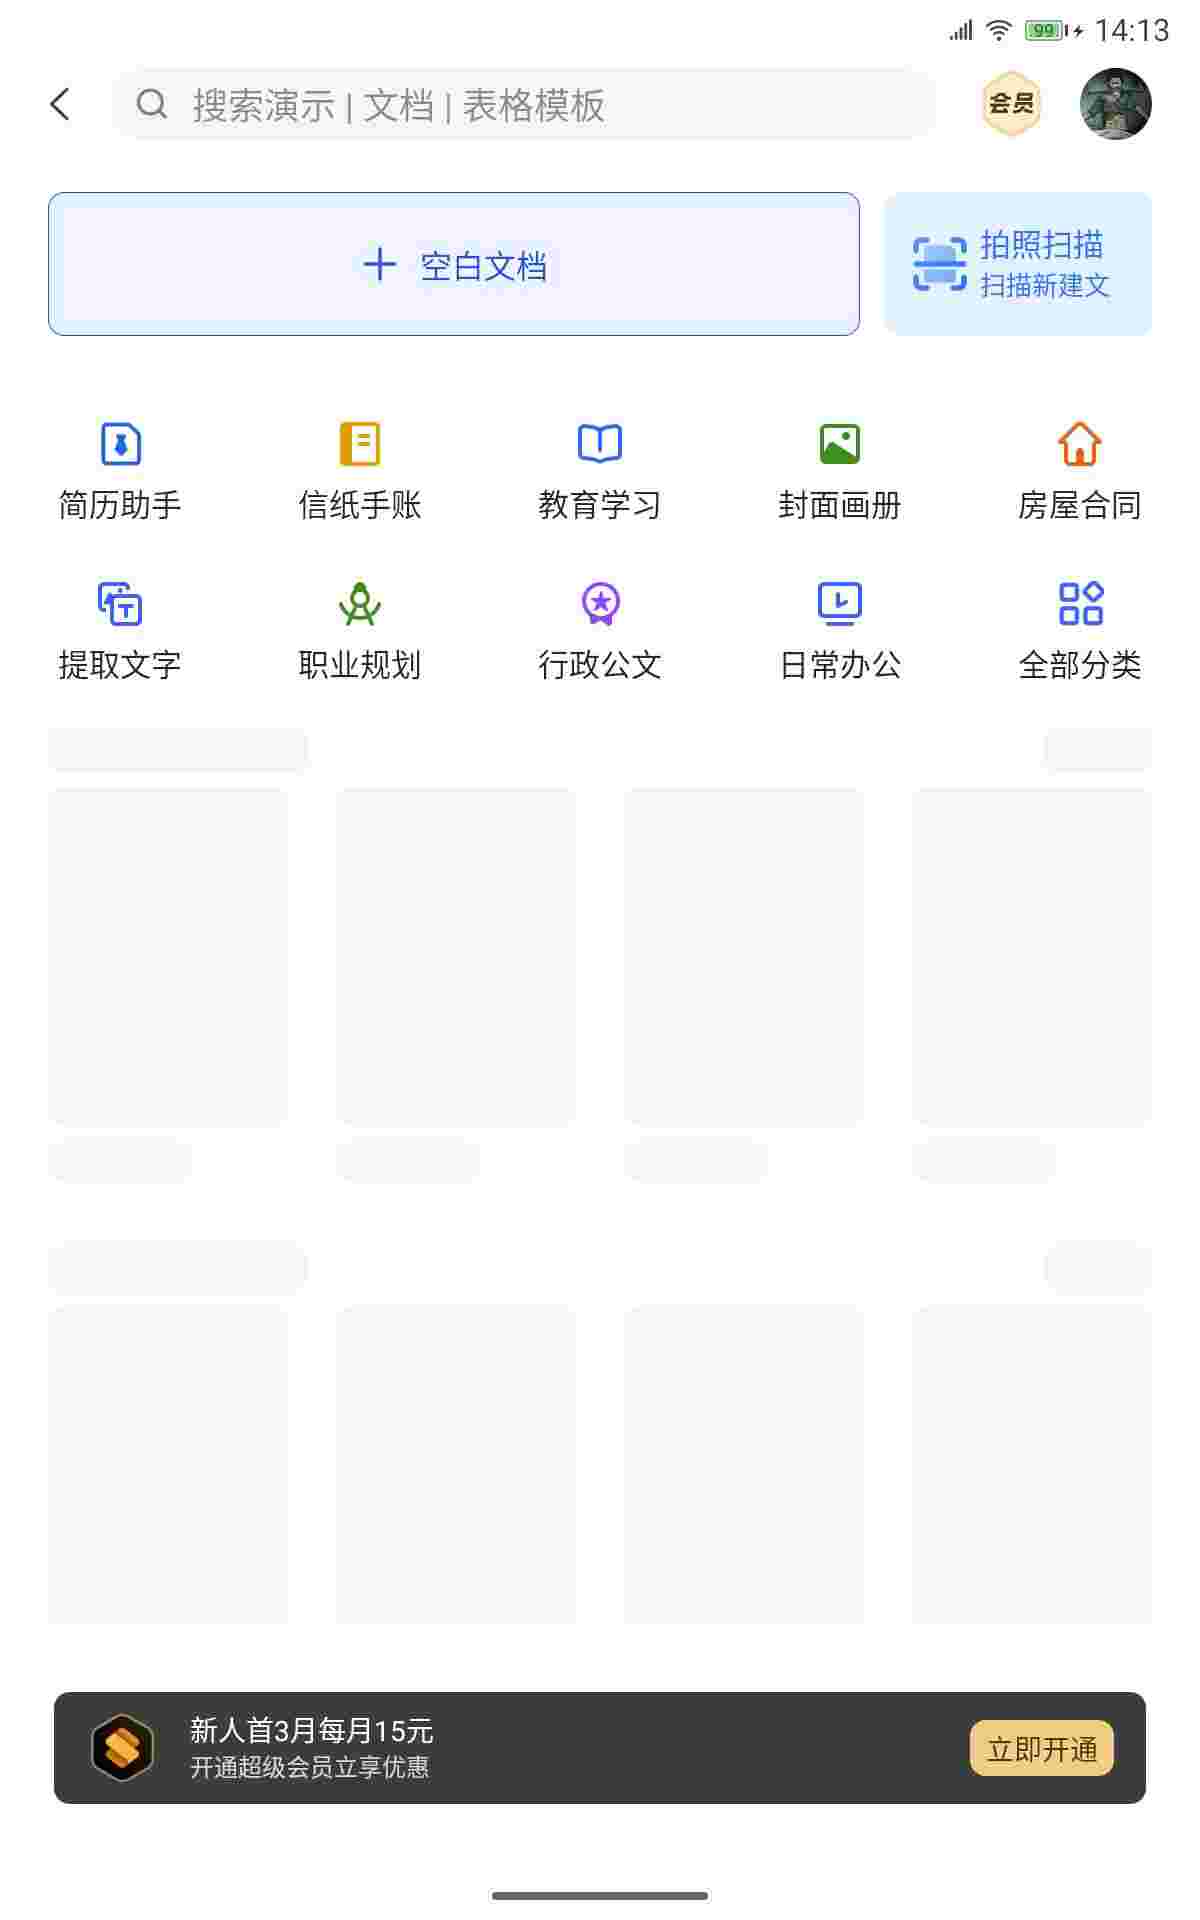 99 14:13
搜索演示 | 文档 | 表格模板
会员
空白文档
拍照扫描
扫描新建文
简历助手 信纸手账 教育学习 封面画册 房屋合同
提取文字 职业规划 行政公文 日常办公 全部分类
新人首3月每月15元
开通超级会员立享优惠
立即开通